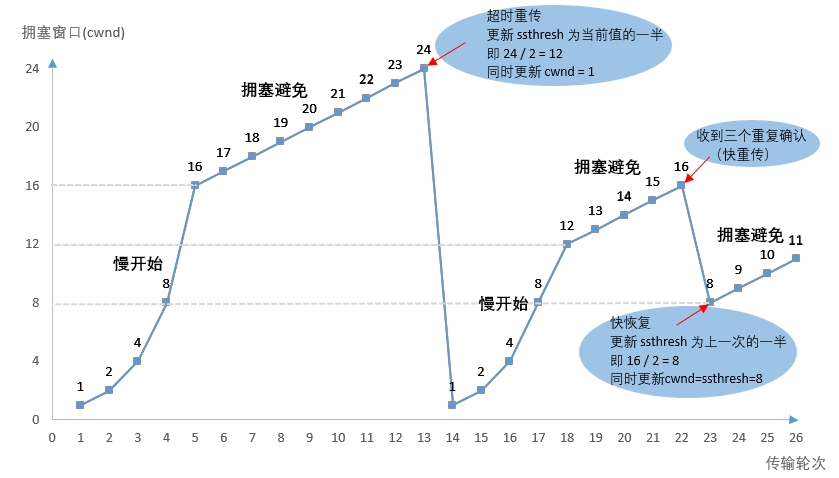 拥塞窗口(cwnd)
超时重传
更新 ssthresh 为当前值的一半
即 24 / 2 = 12
同时更新 cwnd = 1
24
20
16
12
8
4
0
拥塞避免
慢开始
1
2
4
8
16
17
18
19
20
21
22
23
24
收到三个重复确认
（快重传）
拥塞避免
慢开始
1
2
4
8
12
13
14
15
16
拥塞避免
8
9
10
11
快恢复
更新 ssthresh 为上一次的一半
即 16 / 2 = 8
同时更新cwnd=ssthresh=8
0 1 2 3 4 5 6 7 8 9 10 11 12 13 14 15 16 17 18 19 20 21 22 23 24 25 26
传输轮次